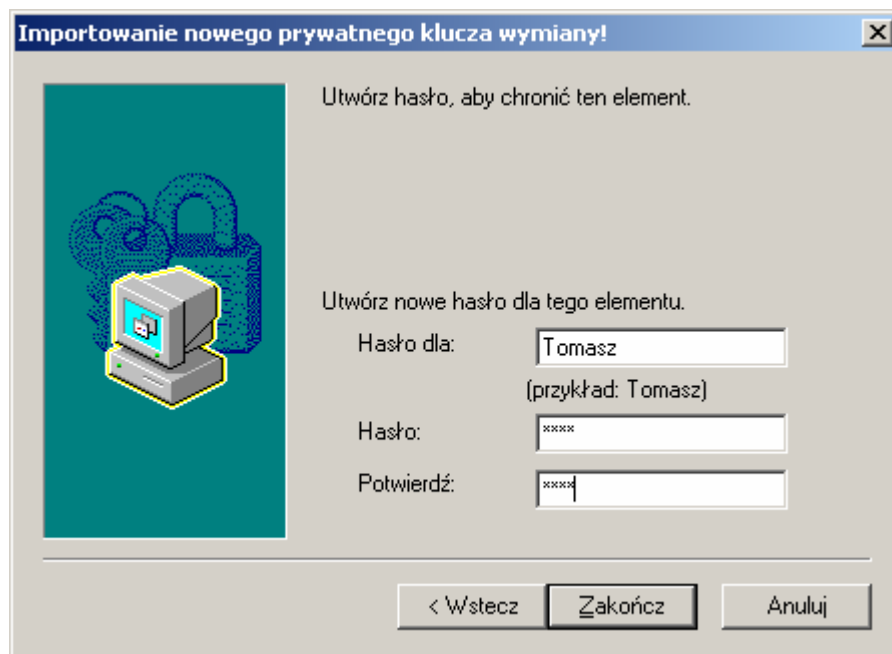 Importowanie nowego prywatnego klucza wymiany!
Utwórz hasło, aby chronić ten element.
Utwórz nowe hasło dla tego elementu.
Hasło dla: Tomasz
(przykład: Tomasz)
Hasło: ****
Potwierdź: ****
< Wstecz Zakończ Anuluj